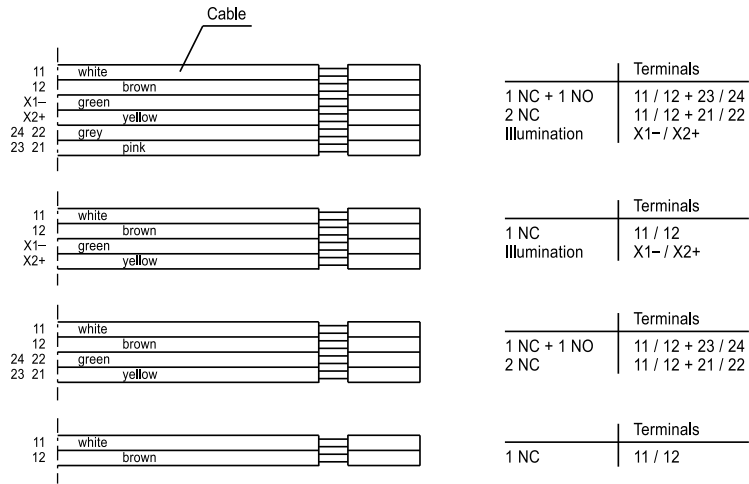 Cable
11 white
12 brown
X1– green
X2+ yellow
24 22 grey
23 21 pink
Terminals
1 NC + 1 NO 11 / 12 + 23 / 24
2 NC 11 / 12 + 21 / 22
Illumination X1– / X2+
11 white
12 brown
X1– green
X2+ yellow
Terminals
1 NC 11 / 12
Illumination X1– / X2+
11 white
12 brown
24 22 green
23 21 yellow
Terminals
1 NC + 1 NO 11 / 12 + 23 / 24
2 NC 11 / 12 + 21 / 22
11 white
12 brown
Terminals
1 NC 11 / 12